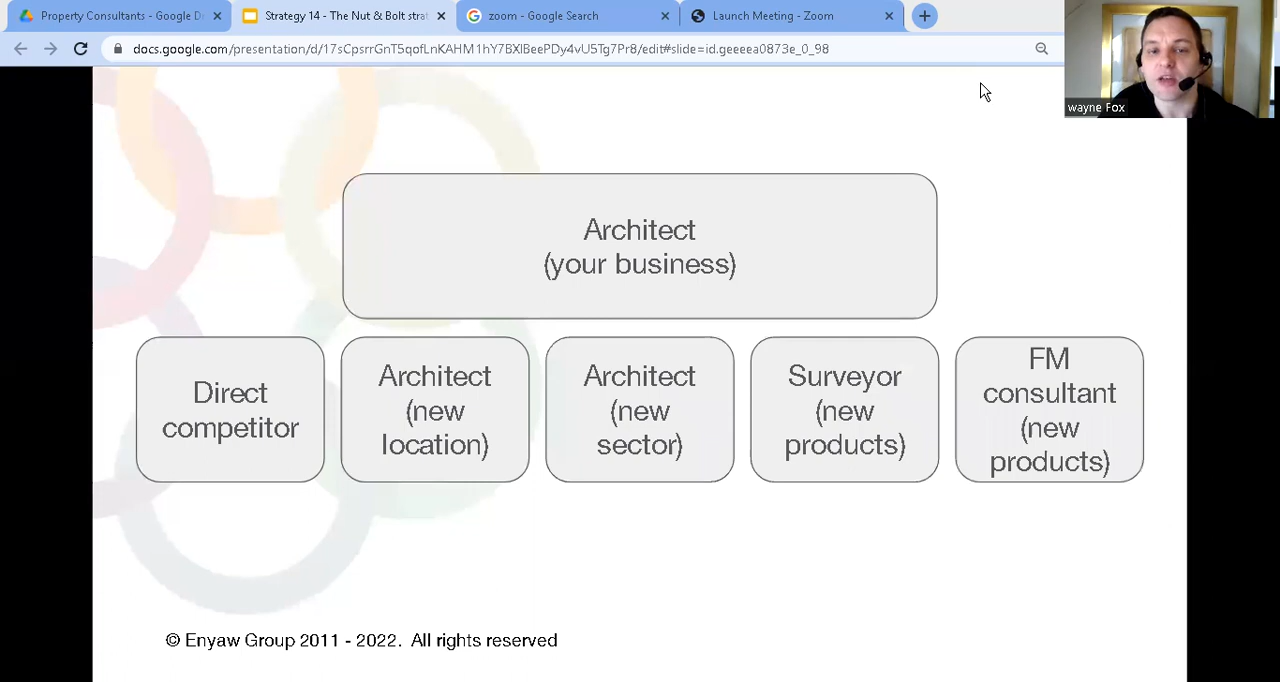 Property Consultants - Google D
Strategy 14 - The Nut & Bolt strat
zoom - Google Search
Launch Meeting - Zoom
docs.google.com/presentation/d/17sCpsrrGnT5qofLnKAHM1hY7BXlBeePDy4vU5Tg7Pr8/edit#slide=id.geeeea0873e_0_98
wayne Fox
Architect
(your business)
Direct
competitor
Architect
(new
location)
Architect
(new
sector)
Surveyor
(new
products)
FM
consultant
(new
products)
© Enyaw Group 2011 - 2022. All rights reserved